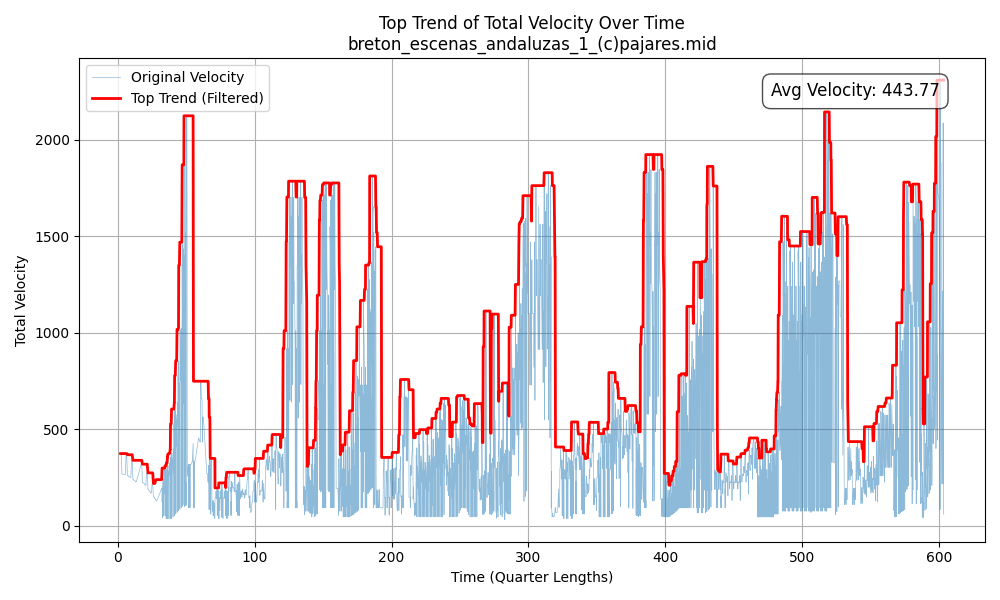 Top Trend of Total Velocity Over Time
breton_escenas_andaluzas_1_(c)pajares.mid
Original Velocity
Top Trend (Filtered)
Avg Velocity: 443.77
Total Velocity
2000
1500
1000
500
0
0 100 200 300 400 500 600
Time (Quarter Lengths)